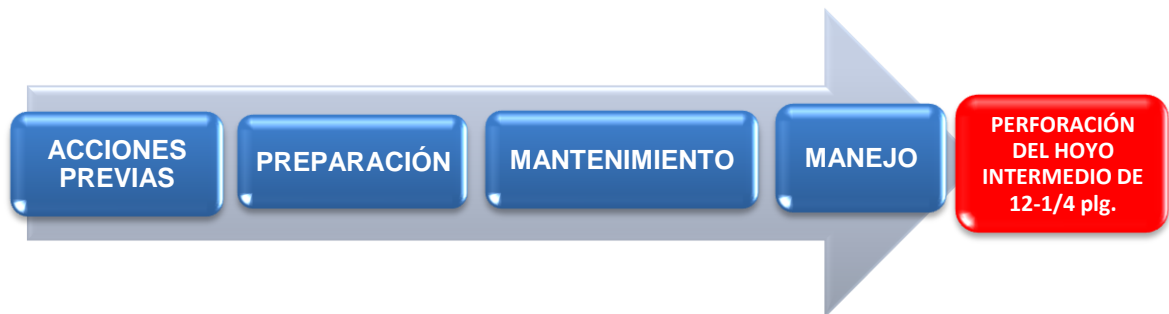 ACCIONES
PREVIAS
PREPARACIÓN
MANTENIMIENTO
MANEJO
PERFORACIÓN
DEL HOYO
INTERMEDIO DE
12-1/4 plg.